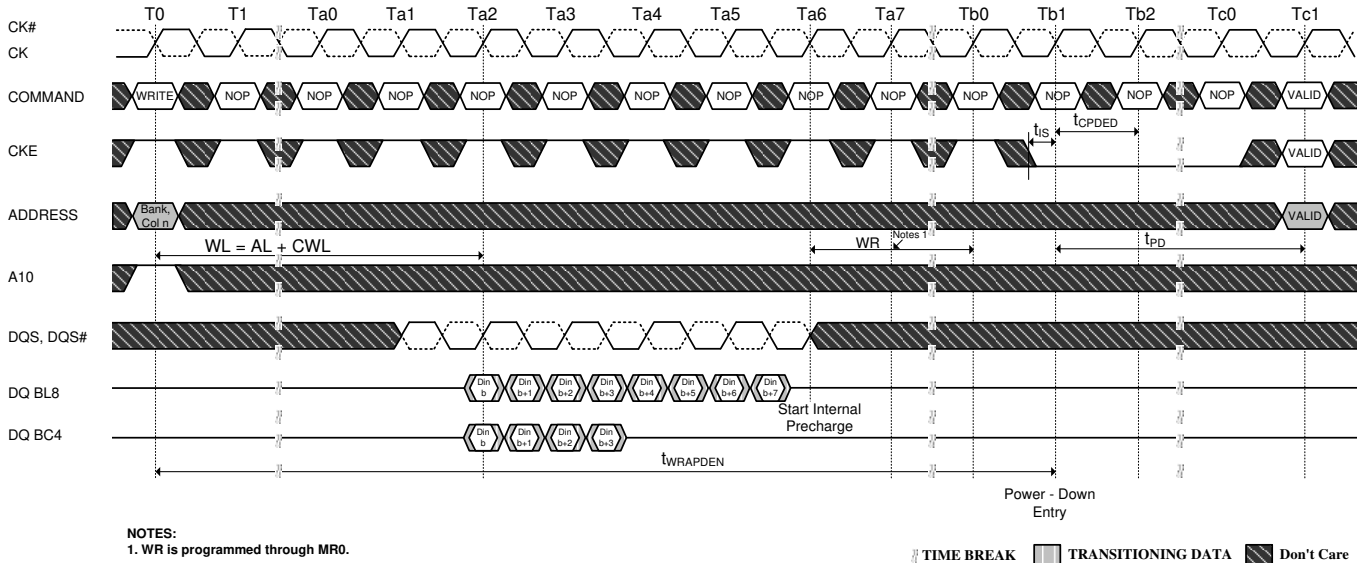 T0 T1 Ta0 Ta1 Ta2 Ta3 Ta4 Ta5 Ta6 Ta7 Tb0 Tb1 Tb2 Tc0 Tc1
CK#
CK
COMMAND WRITE NOP NOP NOP NOP NOP NOP NOP NOP NOP NOP NOP NOP NOP VALID
tIS tCPDED
CKE VALID
ADDRESS Bank, Col n VALID
WL = AL + CWL WR Notes 1 tPD
A10
DQS, DQS#
DQ BL8 Din b Din b+1 Din b+2 Din b+3 Din b+4 Din b+5 Din b+6 Din b+7
Start Internal
Precharge
DQ BC4 Din b Din b+1 Din b+2 Din b+3
tWRAPDEN
Power - Down
Entry
NOTES:
1. WR is programmed through MR0.
TIME BREAK TRANSITIONING DATA Don't Care